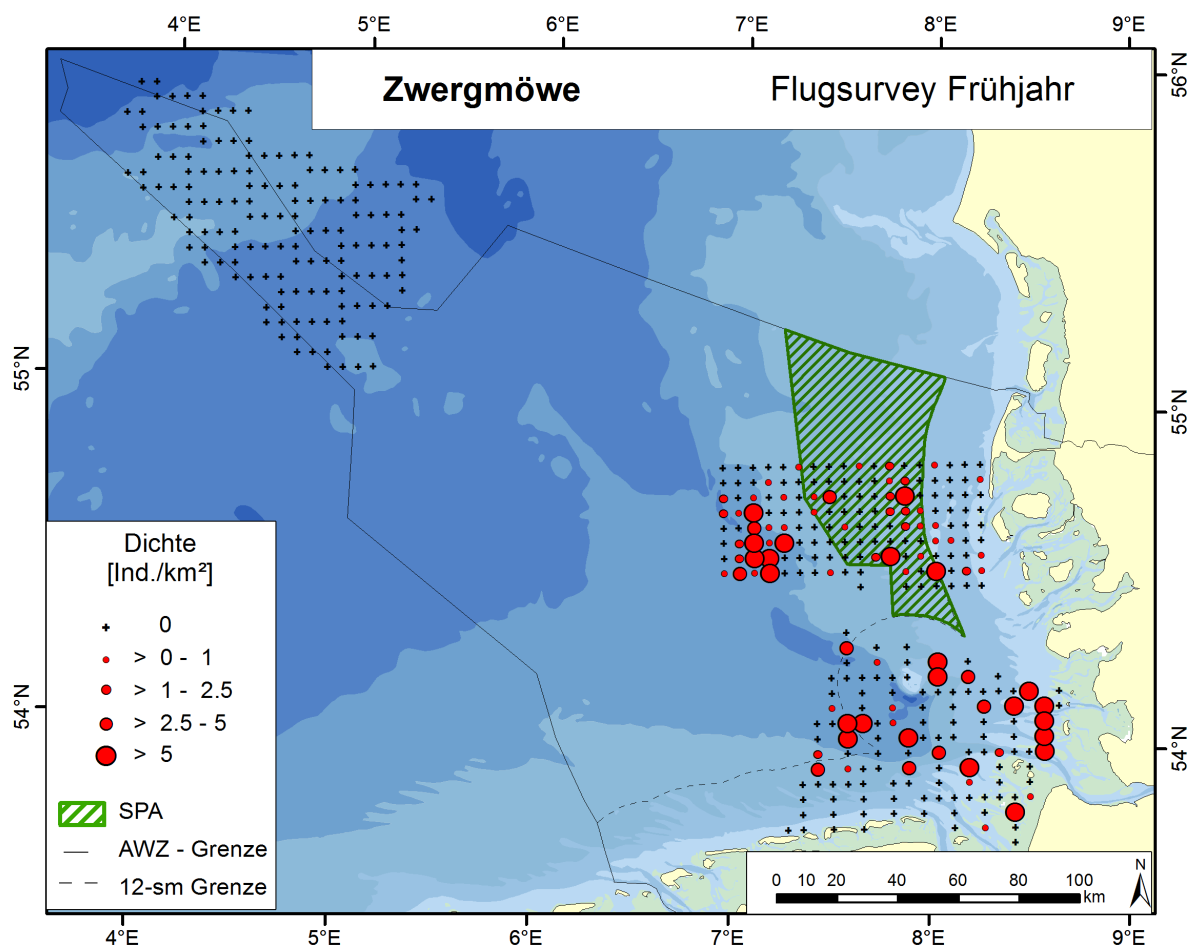 4°E 5°E 6°E 7°E 8°E 9°E
Zwergmöwe Flugsurvey Frühjahr
56°N
55°N
55°N
54°N
54°N
Dichte
[Ind./km²]
0
> 0 - 1
> 1 - 2.5
> 2.5 - 5
> 5
SPA
AWZ - Grenze
12-sm Grenze
N
0 10 20 40 60 80 100
km
4°E 5°E 6°E 7°E 8°E 9°E